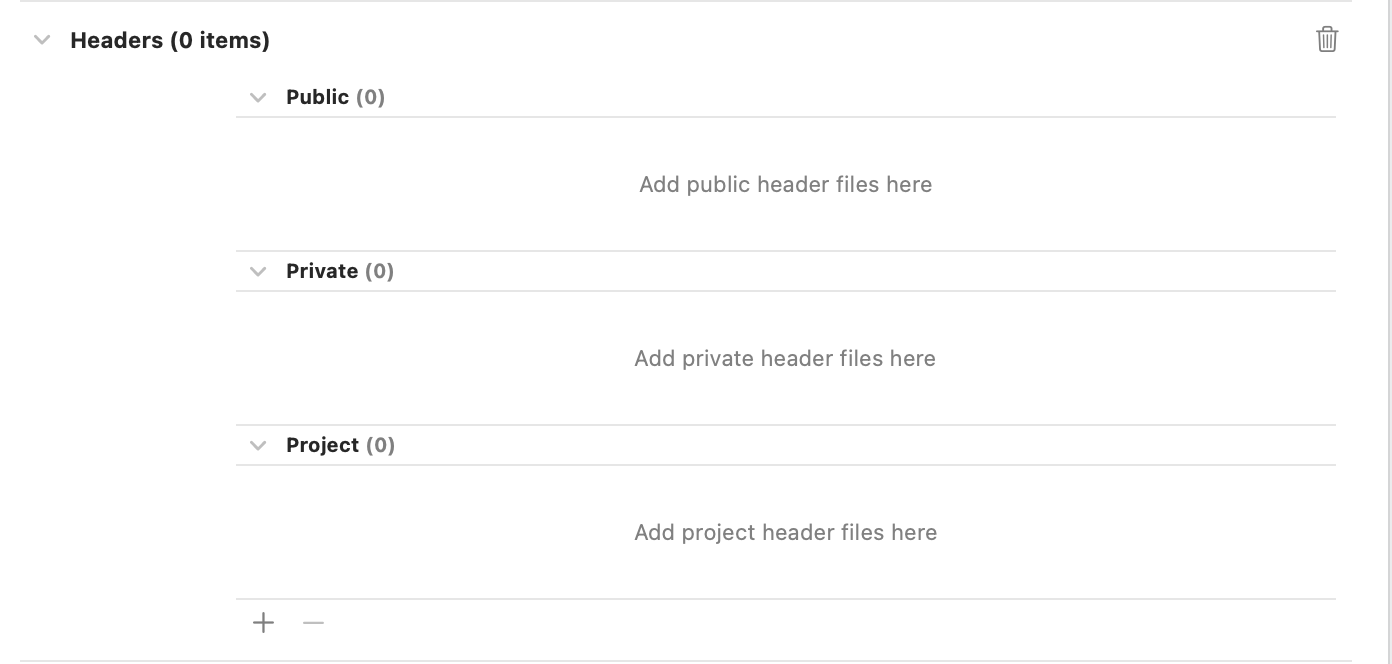 Headers (0 items)
Public (0)
Add public header files here
Private (0)
Add private header files here
Project (0)
Add project header files here